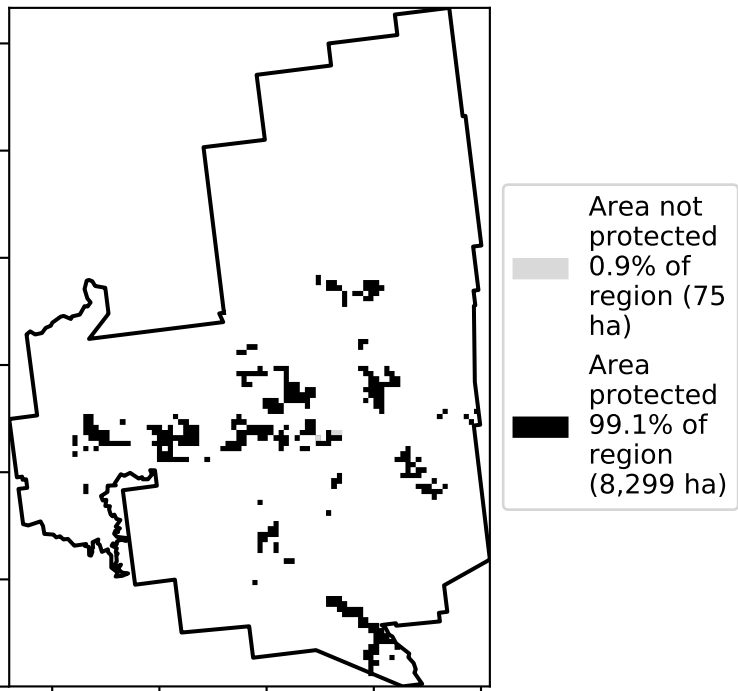 Area not
protected
0.9% of
region (75
ha)
Area
protected
99.1% of
region
(8,299 ha)